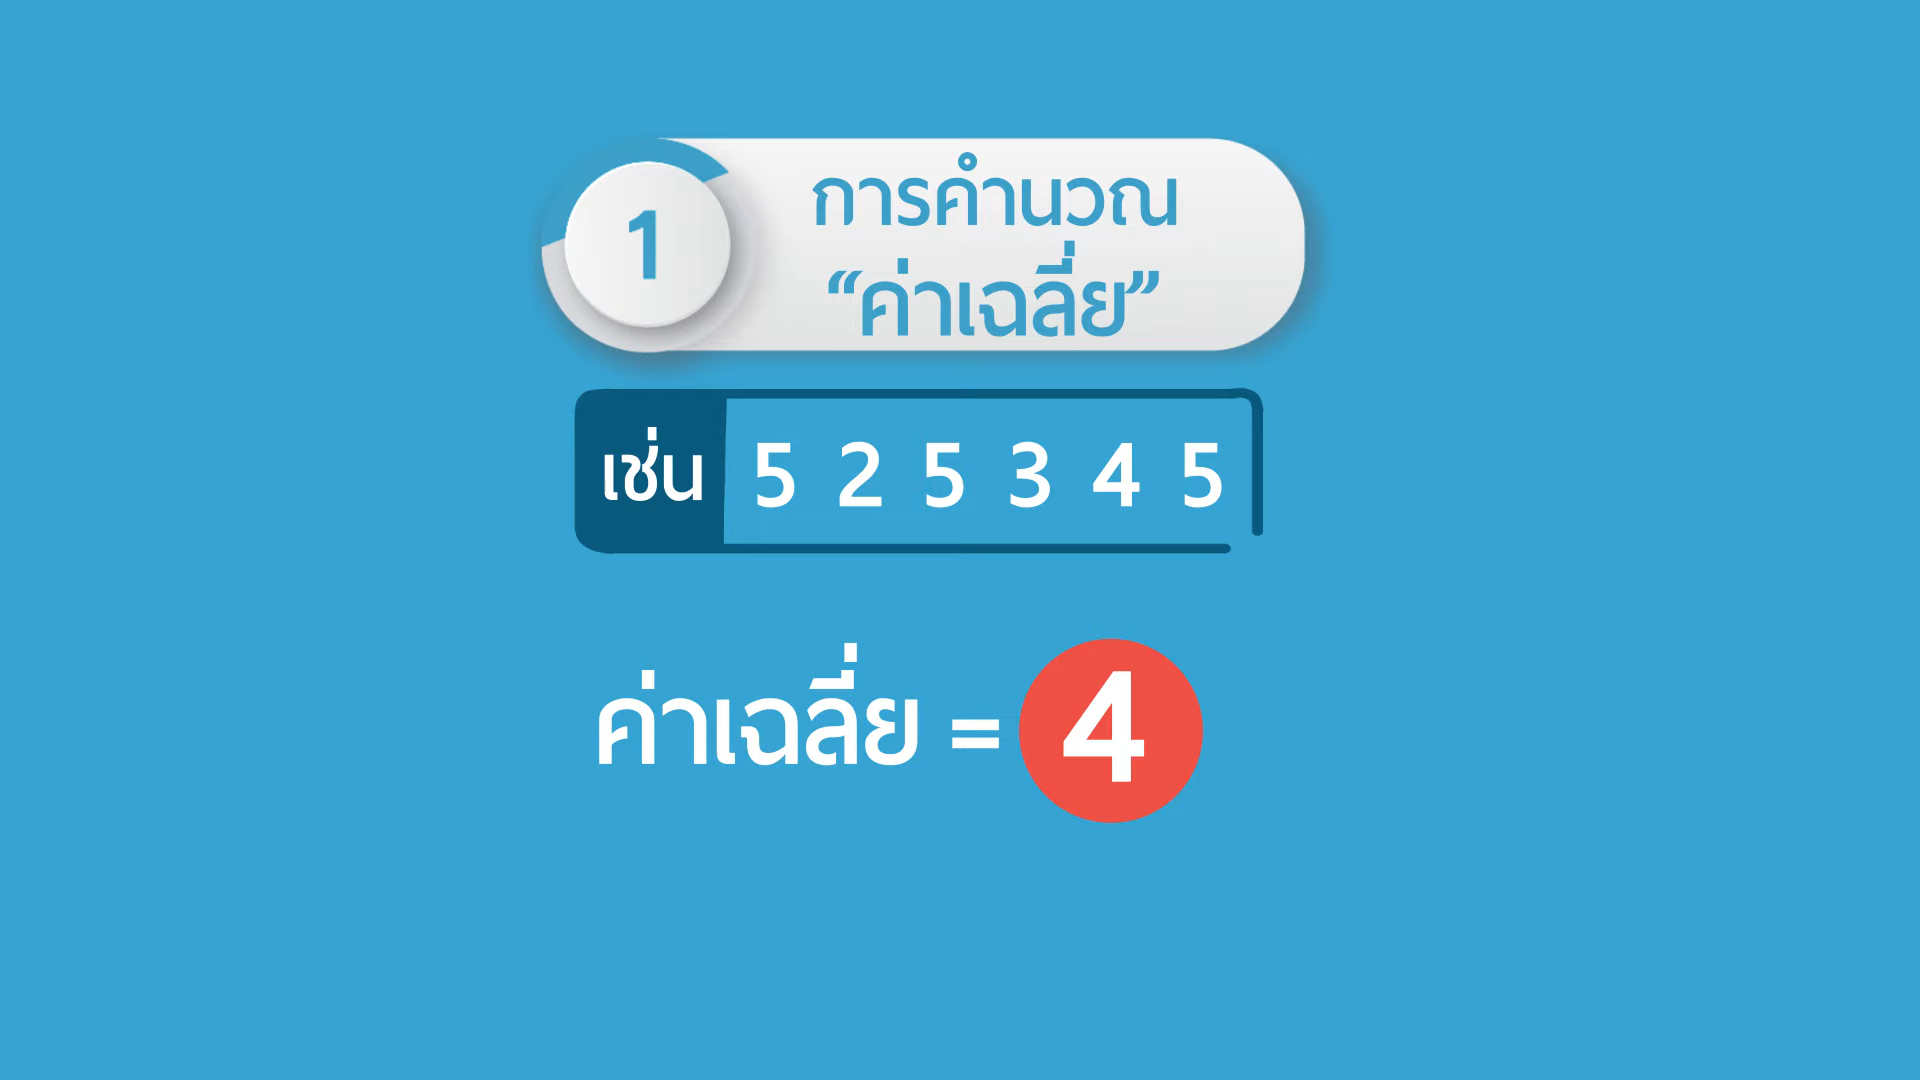 1
การคำนวณ
“ค่าเฉลี่ย”
เช่น 5 2 5 3 4 5
ค่าเฉลี่ย = 4